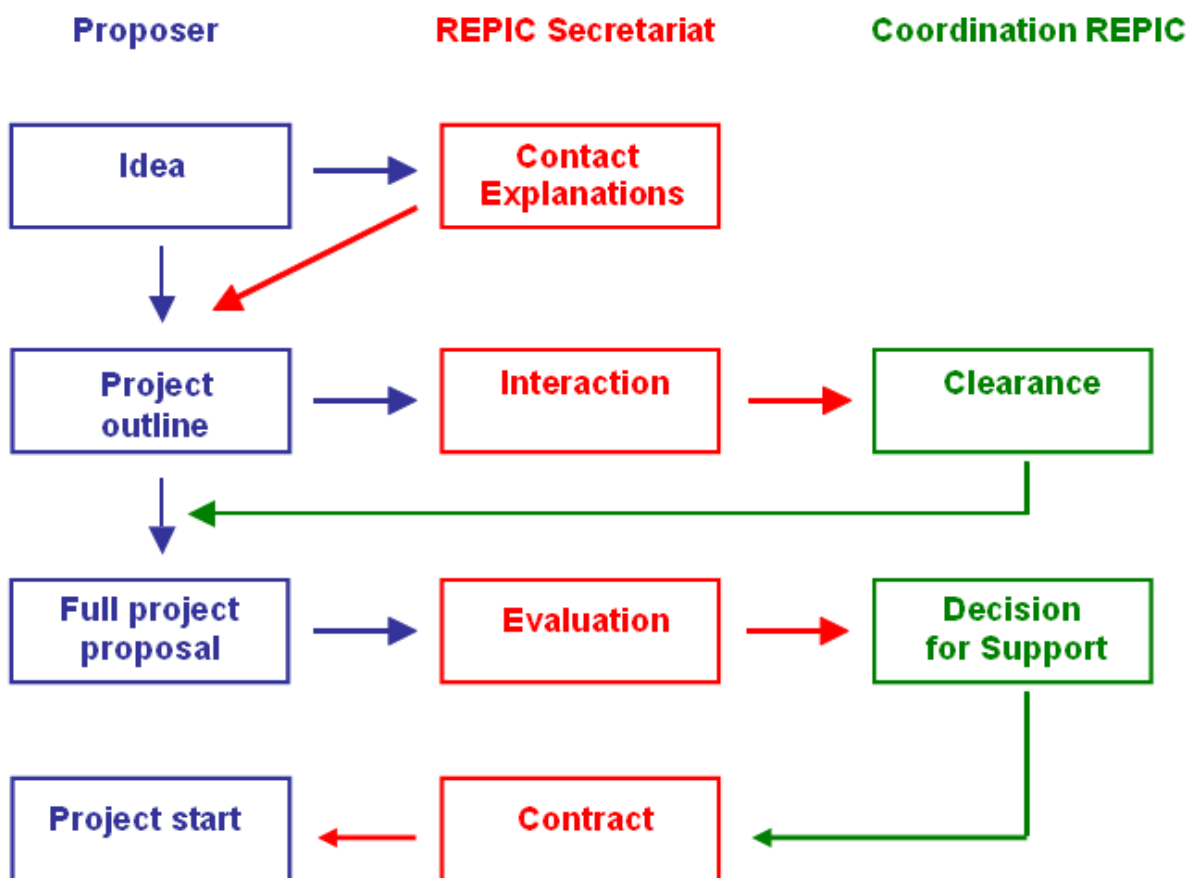 Proposer
REPIC Secretariat
Coordination REPIC
Idea
Contact
Explanations
Project
outline
Interaction
Clearance
Full project
proposal
Evaluation
Decision
for Support
Project start
Contract